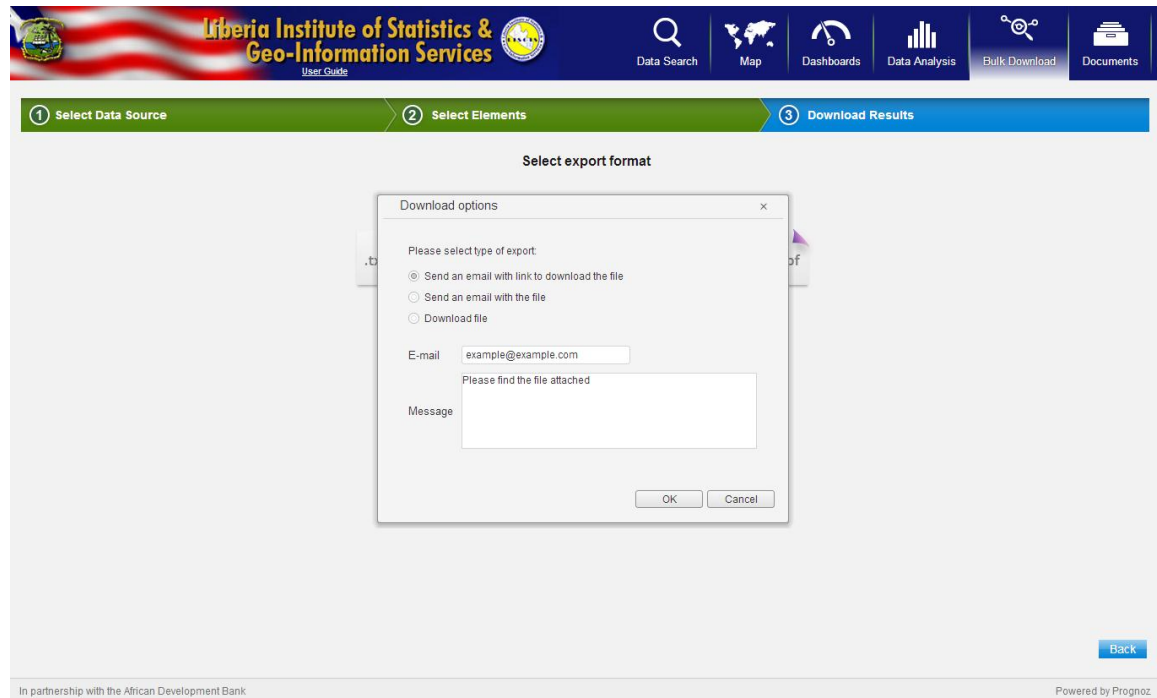 Liberia Institute of Statistics &
Geo-Information Services
User Guide
LISGIS
Data Search
Map
Dashboards
Data Analysis
Bulk Download
Documents
1 Select Data Source
2 Select Elements
3 Download Results
Select export format
Download options
×
.tx
of
Please select type of export:
Send an email with link to download the file
Send an email with the file
Download file
E-mail example@example.com
Message Please find the file attached
OK Cancel
Back
In partnership with the African Development Bank
Powered by Prognoz